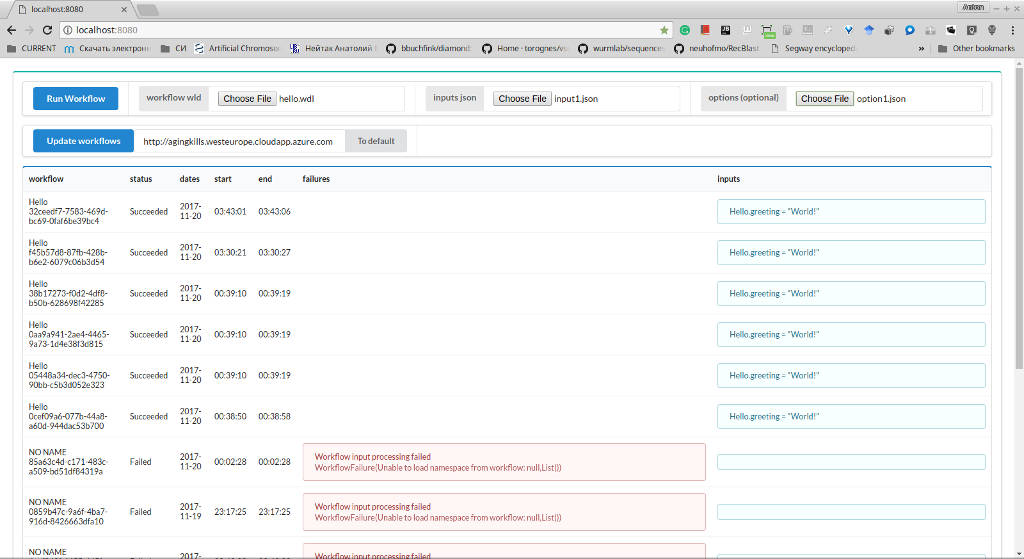 localhost:8080
Anton
localhost:8080
CURRENT Скачать электрон СИ Artificial Chromoso Нейтах Анатолий bbuchfink/diamond: Home - torognes/vs wurmlab/sequences neuhofmo/RecBlast Segway encycloped » Other bookmarks
Run Workflow workflow wld Choose File hello.wdl inputs json Choose File input1.json options (optional) Choose File option1.json
Update workflows http://agingkills.westeurope.cloudapp.azure.com To default
workflow status dates start end failures inputs
Hello
32ceedf7-7583-469d-
bc69-0faf6be39bc4
Succeeded 2017-
11-20
03:43:01 03:43:06 Hello.greeting = "World!"
Hello
f45b57d8-87fb-428b-
b6e2-6079c06b3d54
Succeeded 2017-
11-20
03:30:21 03:30:27 Hello.greeting = "World!"
Hello
38b17273-f0d2-4df8-
b50b-628698f42285
Succeeded 2017-
11-20
00:39:10 00:39:19 Hello.greeting = "World!"
Hello
0aa9a941-2ae4-4465-
9a73-1d4e38f3d815
Succeeded 2017-
11-20
00:39:10 00:39:19 Hello.greeting = "World!"
Hello
05448a34-dec3-4750-
90bb-c5b3d052e323
Succeeded 2017-
11-20
00:39:10 00:39:19 Hello.greeting = "World!"
Hello
0cef09a6-077b-44a8-
a60d-944dac53b700
Succeeded 2017-
11-20
00:38:50 00:38:58 Hello.greeting = "World!"
NO NAME
85a63c4d-c171-483c-
a509-bd51df84319a
Failed 2017-
11-20
00:02:28 00:02:28 Workflow input processing failed
WorkflowFailure(Unable to load namespace from workflow: null,List())
NO NAME
0859b47c-9a6f-4ba7-
916d-8426663dfa10
Failed 2017-
11-19
23:17:25 23:17:25 Workflow input processing failed
WorkflowFailure(Unable to load namespace from workflow: null,List())
NO NAME
2017-
Workflow input processing failed